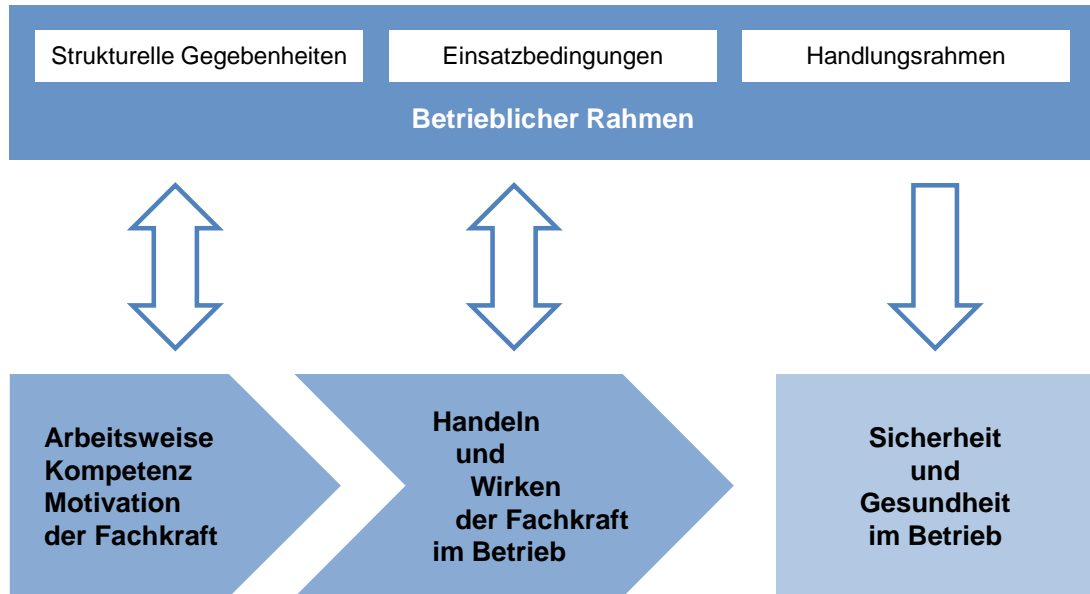 Strukturelle Gegebenheiten
Einsatzbedingungen
Handlungsrahmen
Betrieblicher Rahmen
Arbeitsweise
Kompetenz
Motivation
der Fachkraft
Handeln
und
Wirken
der Fachkraft
im Betrieb
Sicherheit
und
Gesundheit
im Betrieb